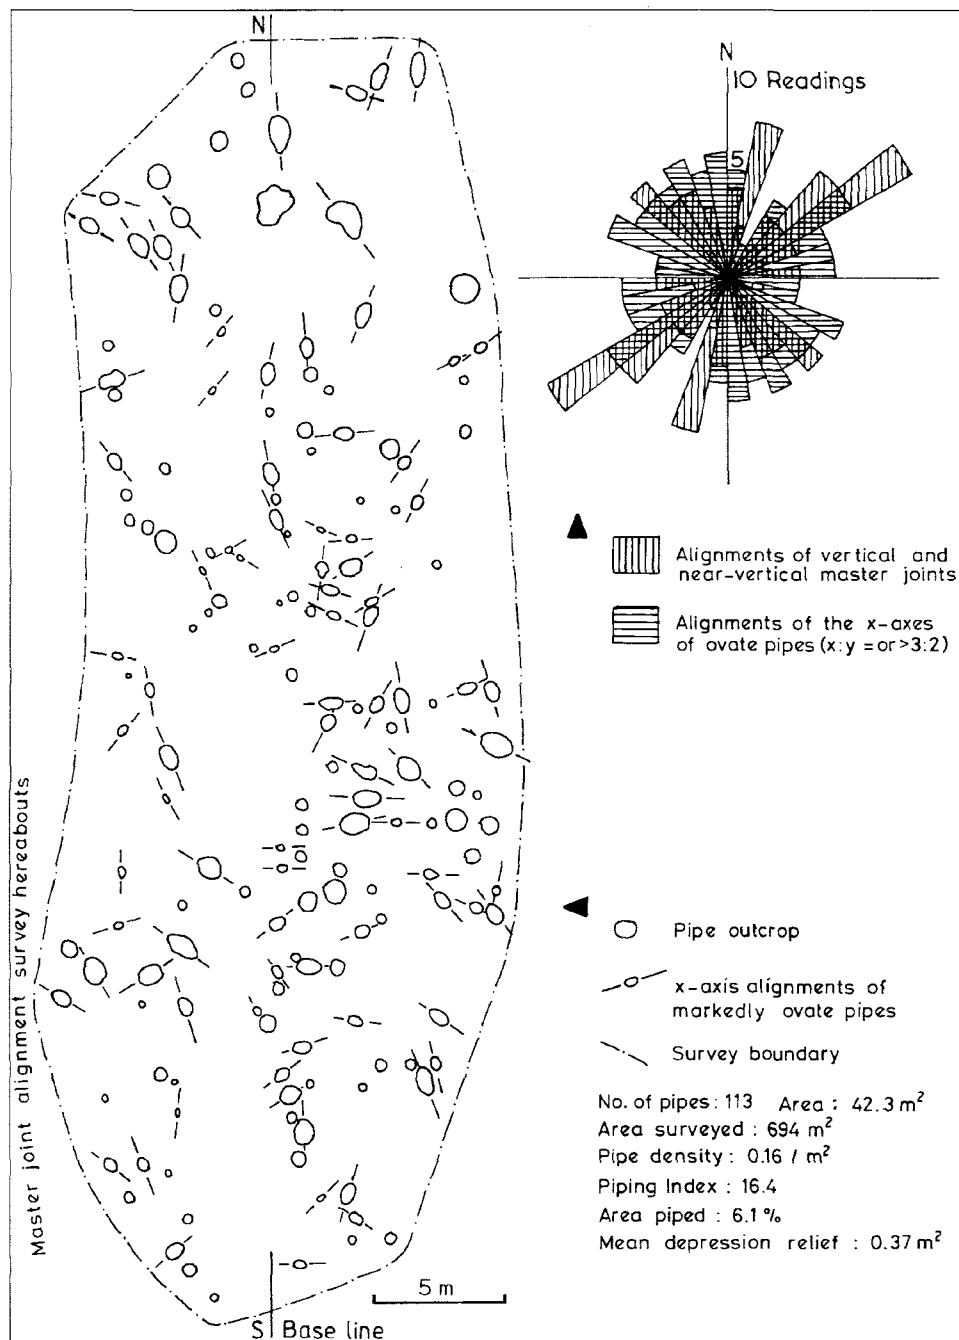 N
N
10 Readings
5
Alignments of vertical and
near-vertical master joints
Alignments of the x-axes
of ovate pipes (x:y = or > 3:2)
Master joint alignment survey hereabouts
Pipe outcrop
x-axis alignments of
markedly ovate pipes
Survey boundary
No. of pipes: 113 Area : 42.3 m²
Area surveyed : 694 m²
Pipe density : 0.16 / m²
Piping Index : 16.4
Area piped : 6.1 %
Mean depression relief : 0.37 m²
5 m
S Base line